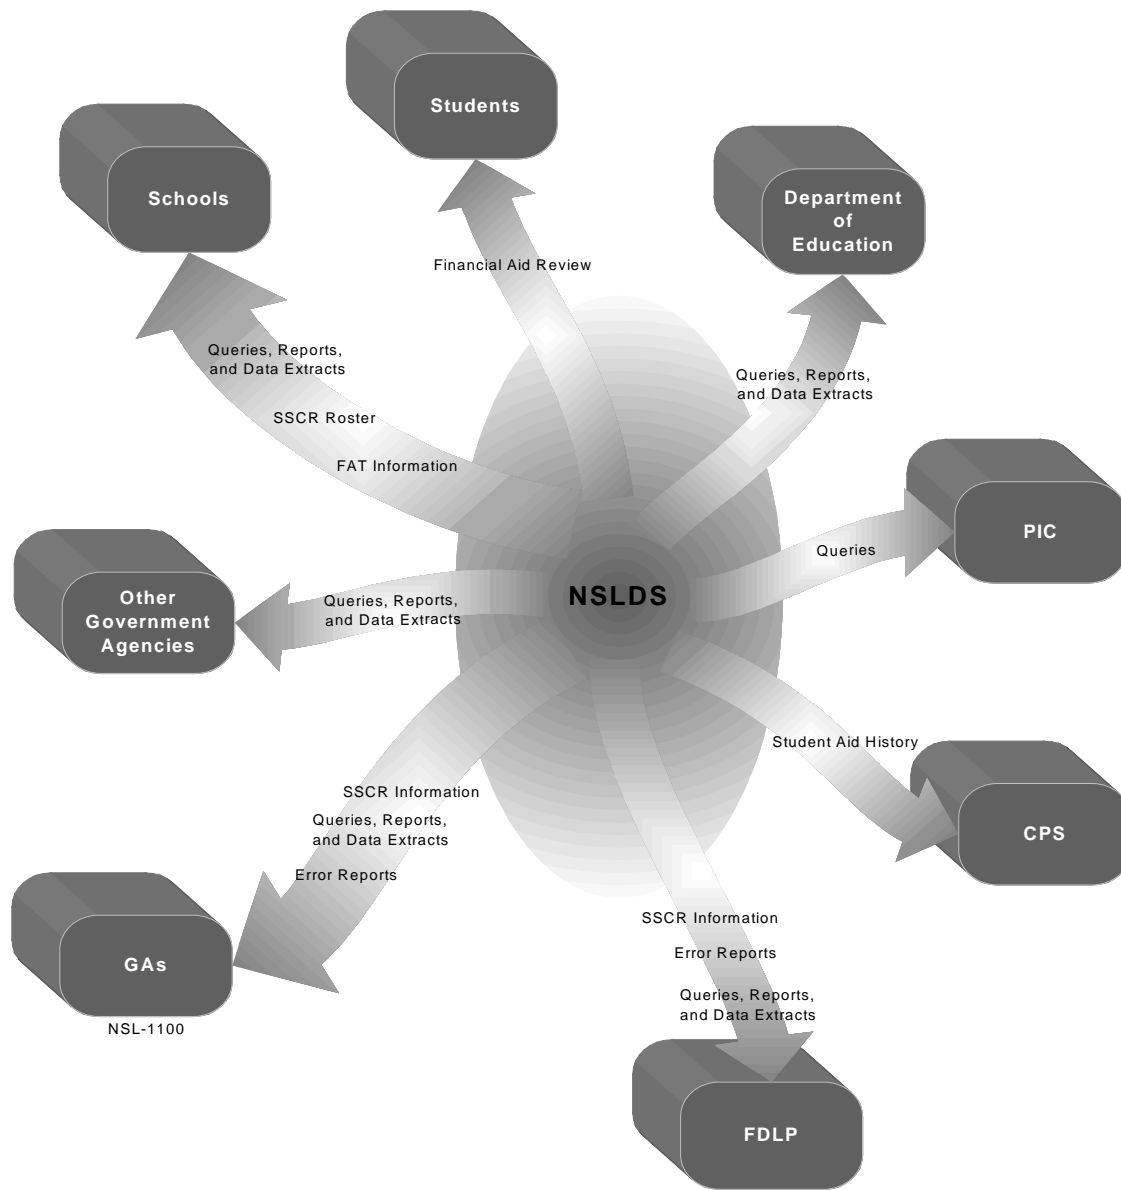 Students
Schools
Department
of
Education
Financial Aid Review
Queries, Reports,
and Data Extracts
Queries, Reports,
and Data Extracts
SSCR Roster
FAT Information
PIC
Queries
NSLDS
Other
Government
Agencies
Queries, Reports,
and Data Extracts
Student Aid History
SSCR Information
Queries, Reports,
and Data Extracts
Error Reports
CPS
SSCR Information
Error Reports
Queries, Reports,
and Data Extracts
GAs
NSL-1100
FDLP